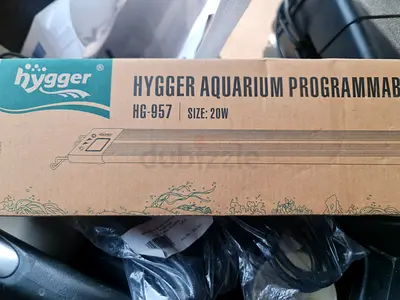 hygger®
HYGGER AQUARIUM PROGRAMMAB
HG-957 | SIZE: 20W
dubizzle